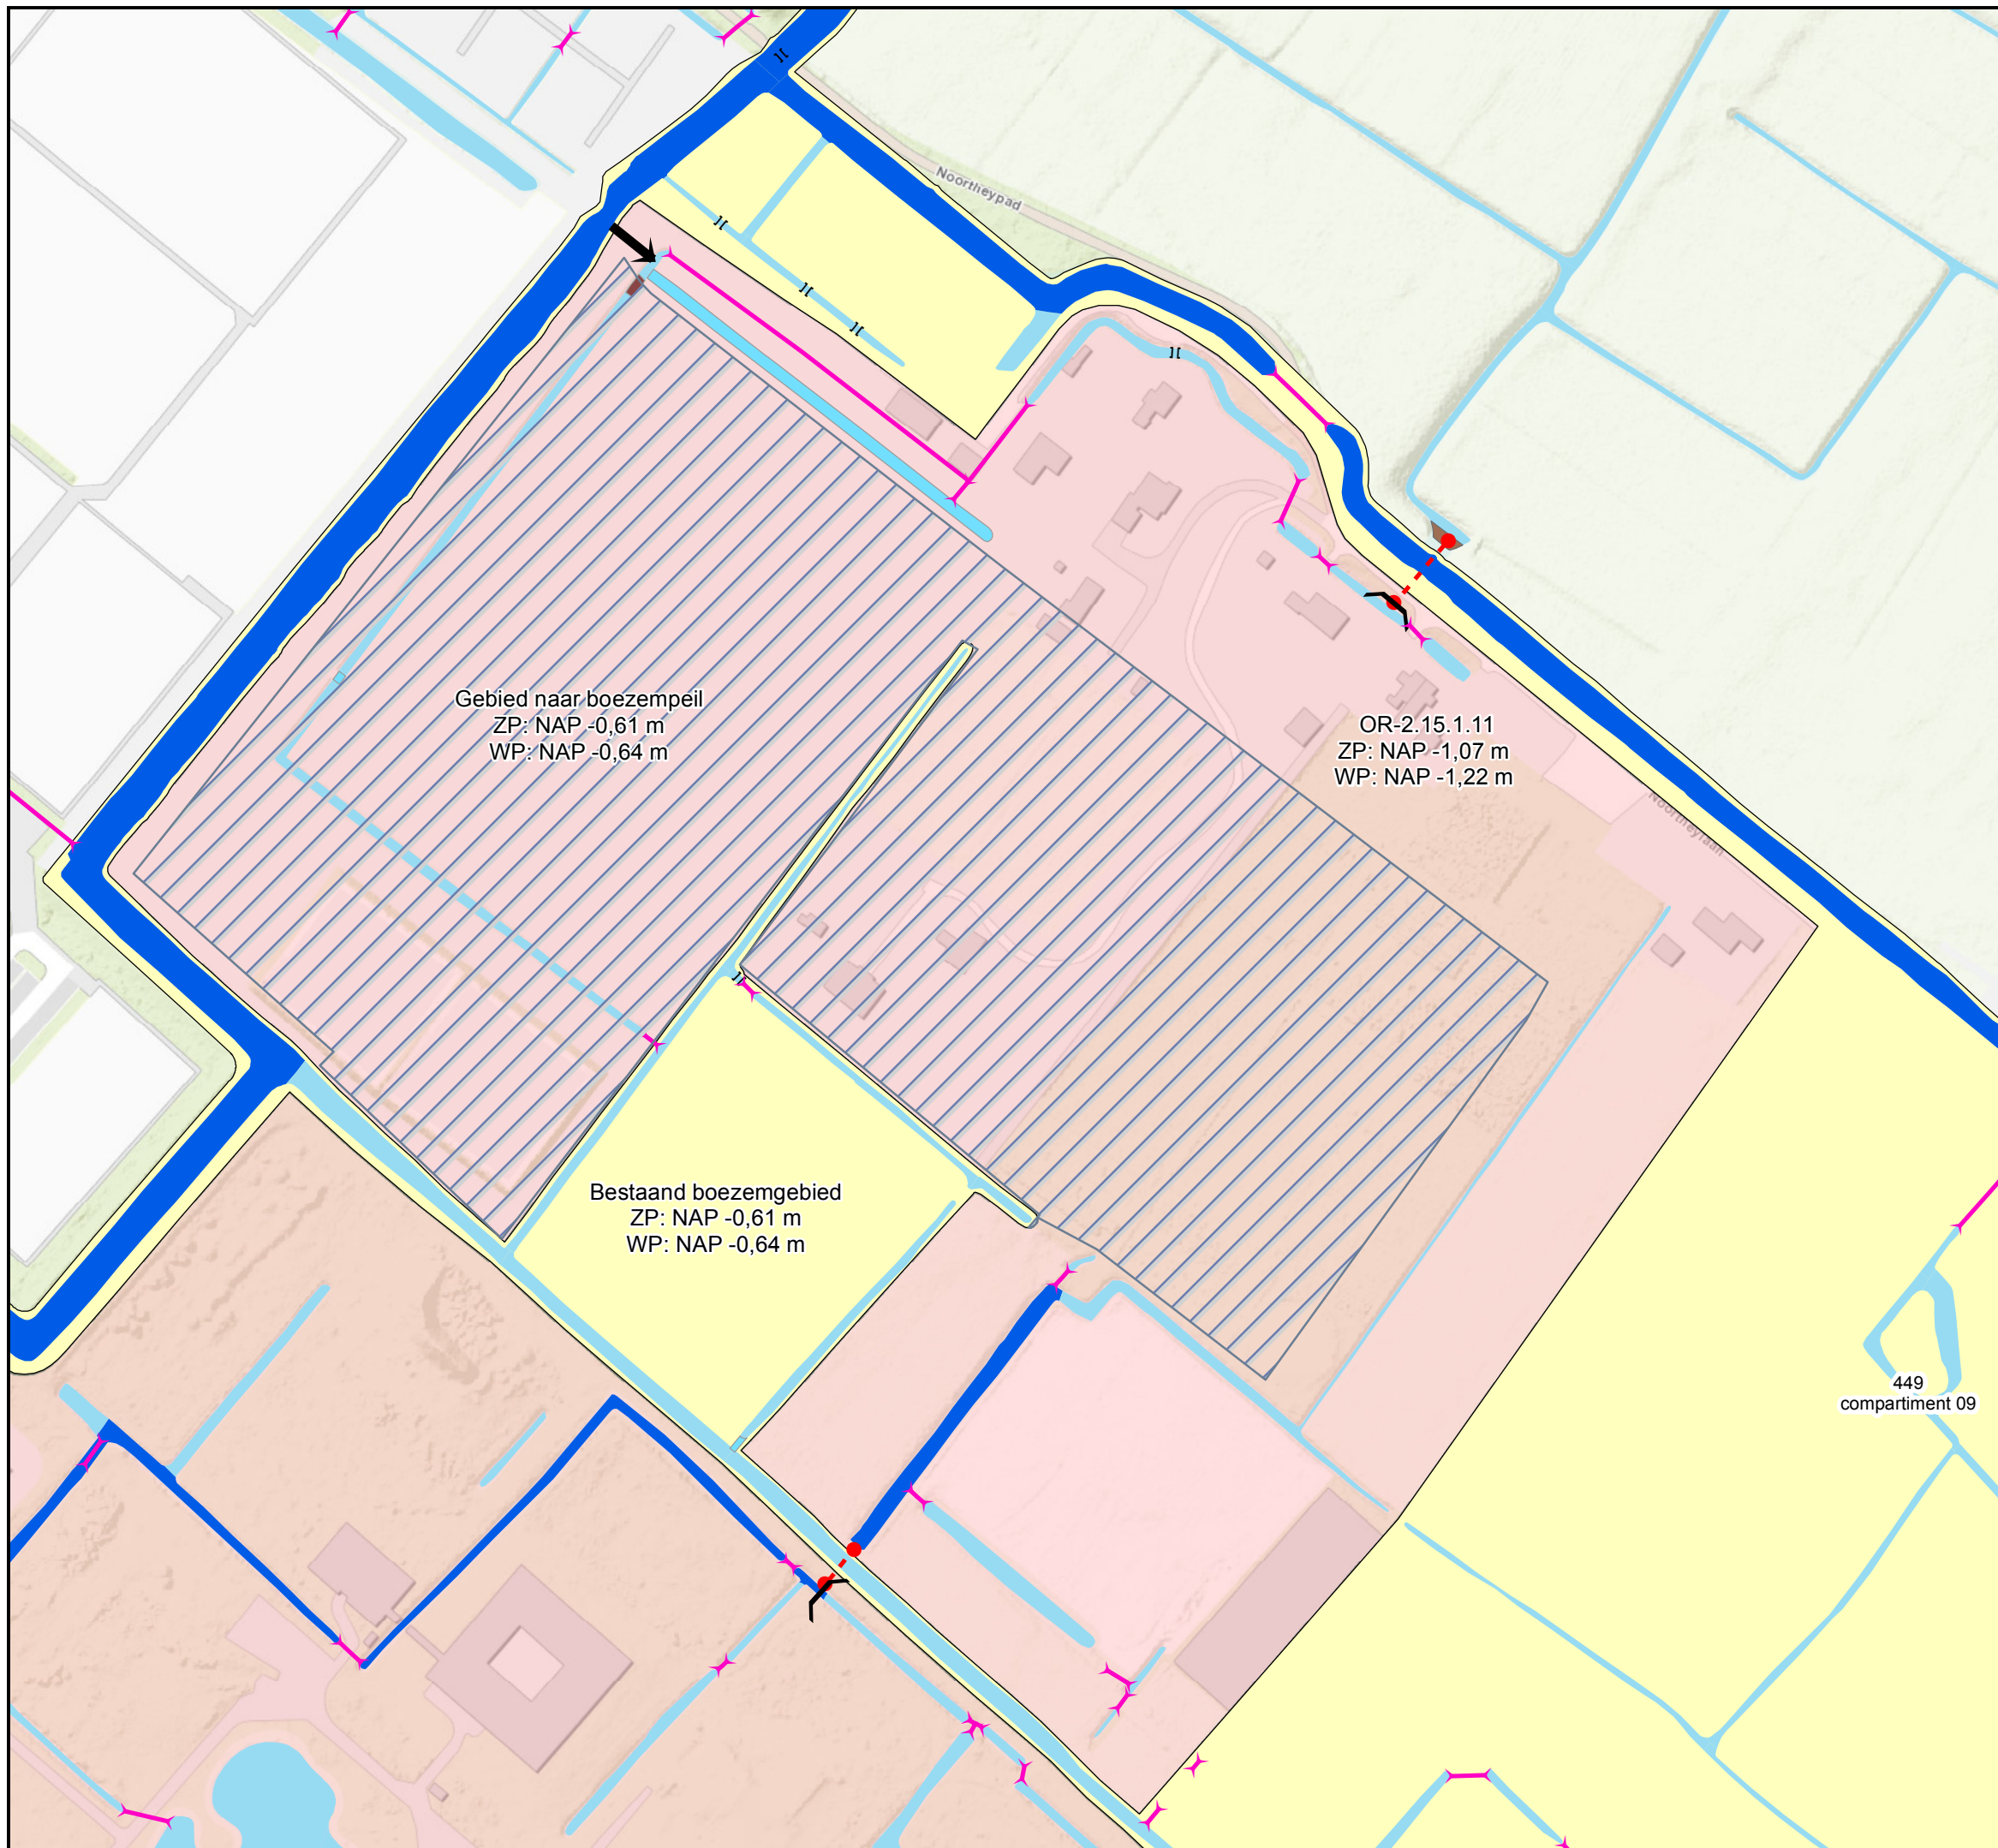 Noortheypad
Gebied naar boezempeil
ZP: NAP -0,61 m
WP: NAP -0,64 m
OR-2.15.1.11
ZP: NAP -1,07 m
WP: NAP -1,22 m
Noortheylaan
Bestaand boezemgebied
ZP: NAP -0,61 m
WP: NAP -0,64 m
449
compartiment 09